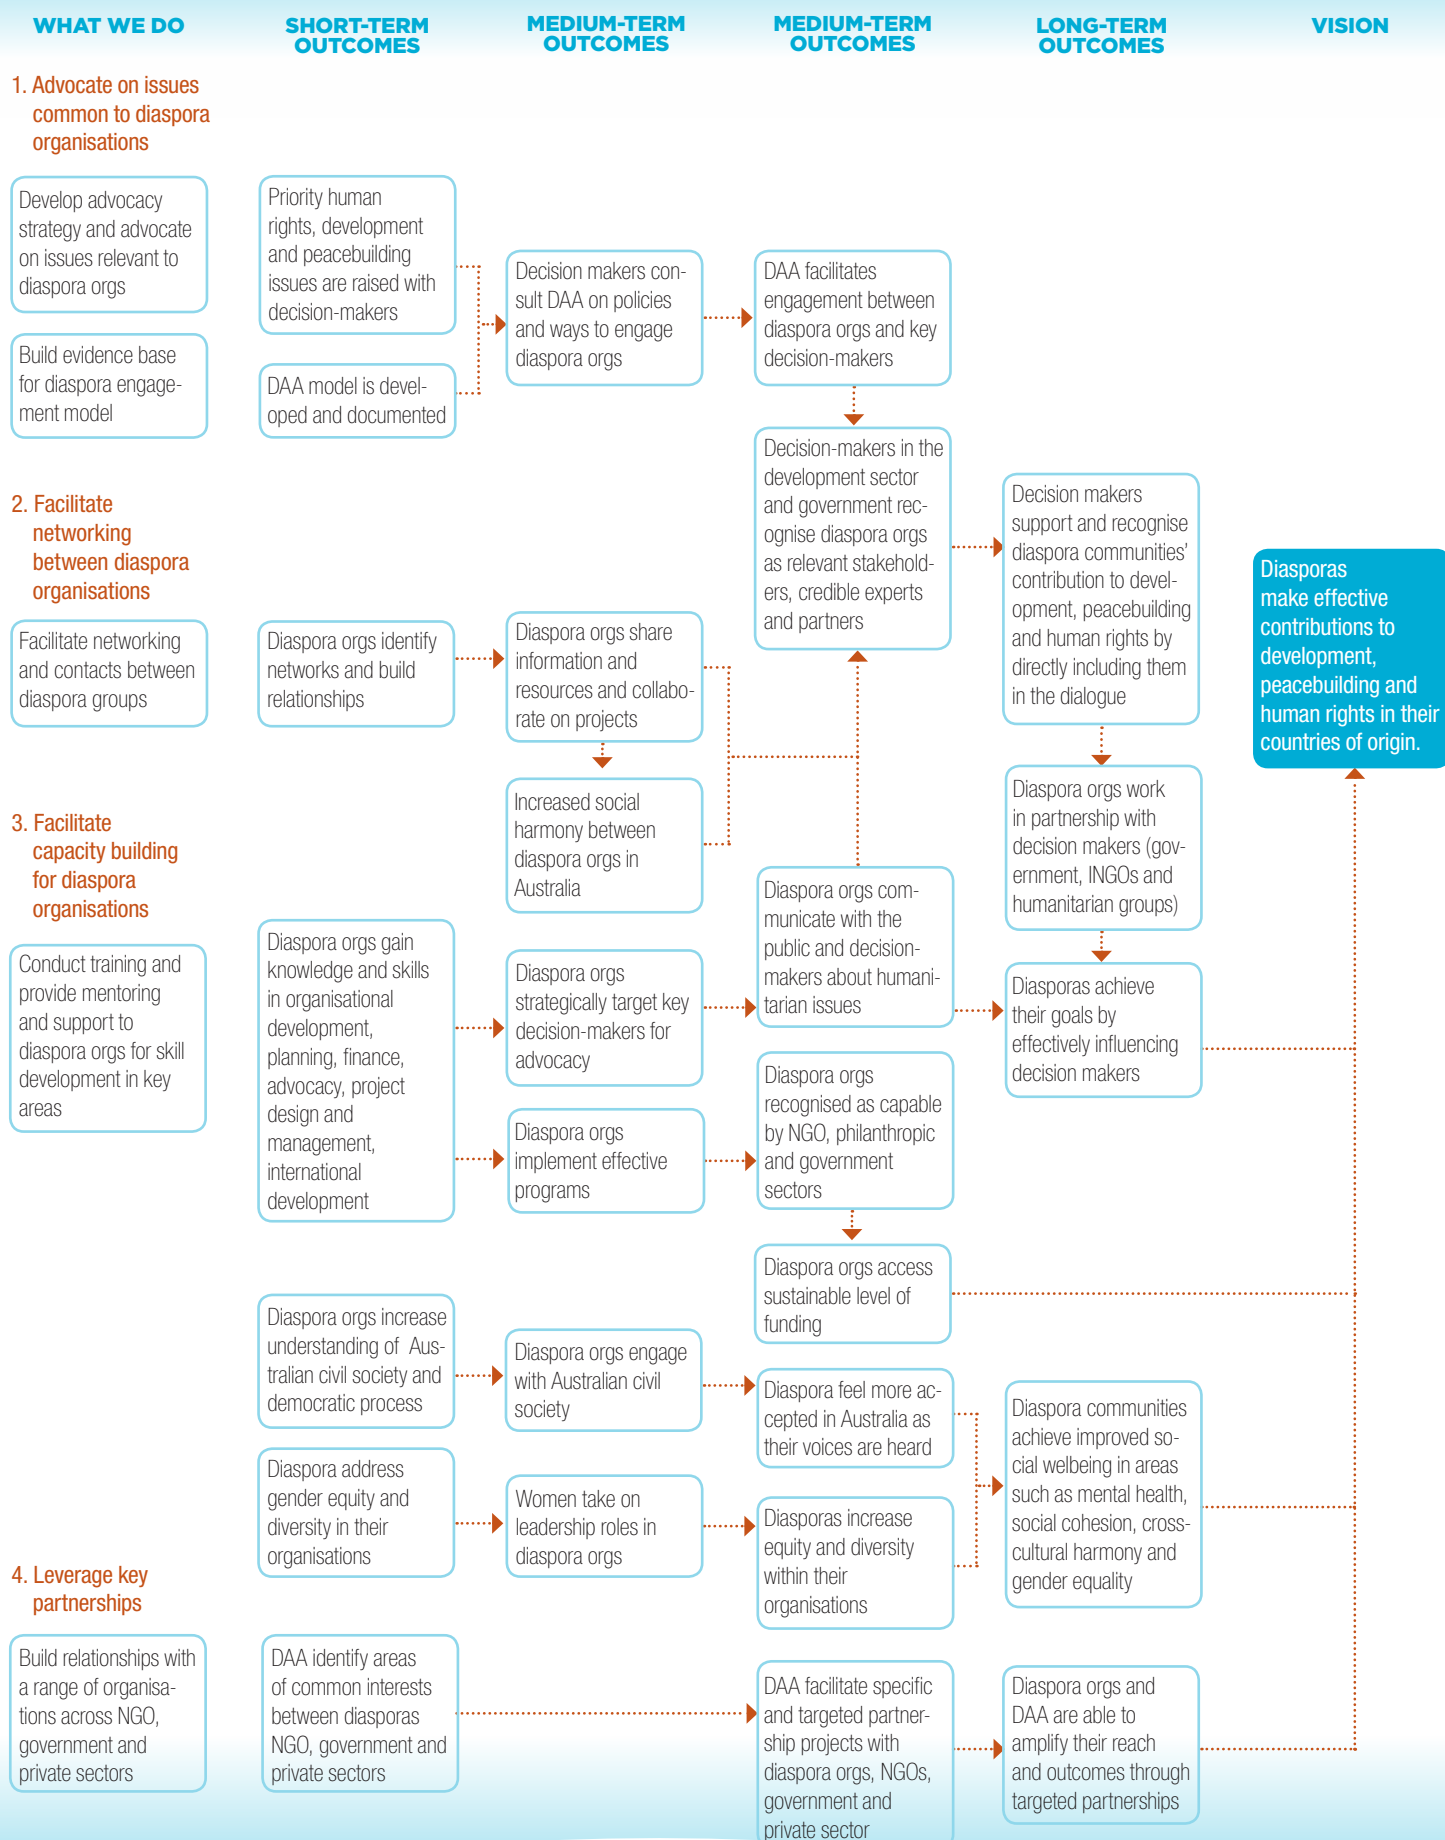 WHAT WE DO
SHORT-TERM
OUTCOMES
MEDIUM-TERM
OUTCOMES
MEDIUM-TERM
OUTCOMES
LONG-TERM
OUTCOMES
VISION
1. Advocate on issues
common to diaspora
organisations
Develop advocacy
strategy and advocate
on issues relevant to
diaspora orgs
Build evidence base
for diaspora engage-
ment model
Priority human
rights, development
and peacebuilding
issues are raised with
decision-makers
DAA model is devel-
oped and documented
Decision makers con-
sult DAA on policies
and ways to engage
diaspora orgs
DAA facilitates
engagement between
diaspora orgs and key
decision-makers
Decision-makers in the
development sector
and government rec-
ognise diaspora orgs
as relevant stakehold-
ers, credible experts
and partners
Decision makers
support and recognise
diaspora communities'
contribution to devel-
opment, peacebuilding
and human rights by
directly including them
in the dialogue
Diasporas
make effective
contributions to
development,
peacebuilding and
human rights in their
countries of origin.
2. Facilitate
networking
between diaspora
organisations
Facilitate networking
and contacts between
diaspora groups
Diaspora orgs identify
networks and build
relationships
Diaspora orgs share
information and
resources and collabo-
rate on projects
Increased social
harmony between
diaspora orgs in
Australia
Diaspora orgs work
in partnership with
decision makers (gov-
ernment, INGOs and
humanitarian groups)
3. Facilitate
capacity building
for diaspora
organisations
Conduct training and
provide mentoring
and support to
diaspora orgs for skill
development in key
areas
Diaspora orgs gain
knowledge and skills
in organisational
development,
planning, finance,
advocacy, project
design and
management,
international
development
Diaspora orgs
strategically target key
decision-makers for
advocacy
Diaspora orgs com-
municate with the
public and decision-
makers about humani-
tarian issues
Diasporas achieve
their goals by
effectively influencing
decision makers
Diaspora orgs
implement effective
programs
Diaspora orgs
recognised as capable
by NGO, philanthropic
and government
sectors
Diaspora orgs access
sustainable level of
funding
Diaspora orgs increase
understanding of Aus-
tralian civil society and
democratic process
Diaspora orgs engage
with Australian civil
society
Diaspora feel more ac-
cepted in Australia as
their voices are heard
Diaspora communities
achieve improved so-
cial welbeing in areas
such as mental health,
social cohesion, cross-
cultural harmony and
gender equality
Diaspora address
gender equity and
diversity in their
organisations
Women take on
leadership roles in
diaspora orgs
Diasporas increase
equity and diversity
within their
organisations
4. Leverage key
partnerships
Build relationships with
a range of organisa-
tions across NGO,
government and
private sectors
DAA identify areas
of common interests
between diasporas
NGO, government and
private sectors
DAA facilitate specific
and targeted partner-
ship projects with
diaspora orgs, NGOs,
government and
private sector
Diaspora orgs and
DAA are able to
amplify their reach
and outcomes through
targeted partnerships